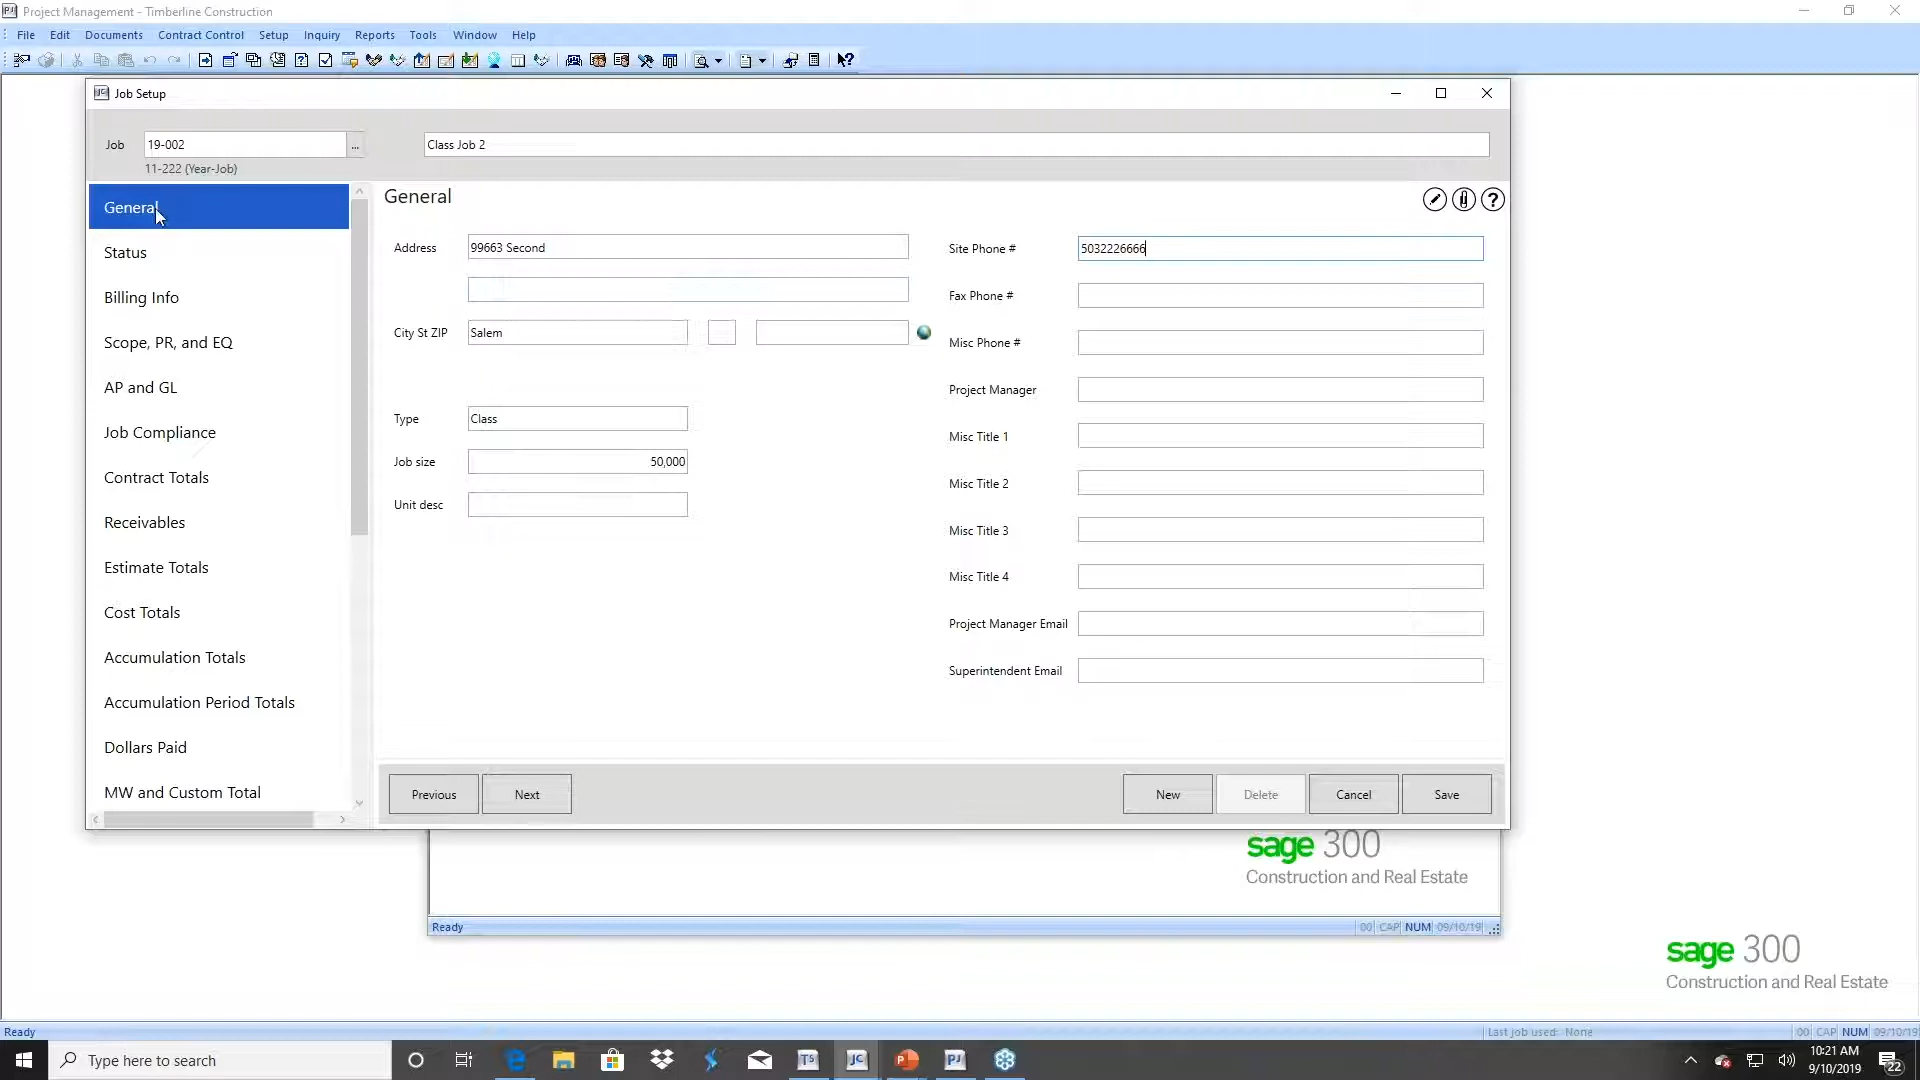 Project Management - Timberline Construction
File Edit Documents Contract Control Setup Inquiry Reports Tools Window Help
Job Setup
Job 19-002 ... Class Job 2
11-222 (Year-Job)
General
Status
Billing Info
Scope, PR, and EQ
AP and GL
Job Compliance
Contract Totals
Receivables
Estimate Totals
Cost Totals
Accumulation Totals
Accumulation Period Totals
Dollars Paid
MW and Custom Total
General
Address 99663 Second
City St ZIP Salem
Type Class
Job size 50,000
Unit desc
Site Phone # 5032226666
Fax Phone #
Misc Phone #
Project Manager
Misc Title 1
Misc Title 2
Misc Title 3
Misc Title 4
Project Manager Email
Superintendent Email
Previous Next New Delete Cancel Save
sage 300
Construction and Real Estate
Ready 00 CAP NUM 09/10/19
sage 300
Construction and Real Estate
Ready Last job used: None 00 CAP NUM 09/10/19
Type here to search
TS JC PJ
10:21 AM
9/10/2019
22